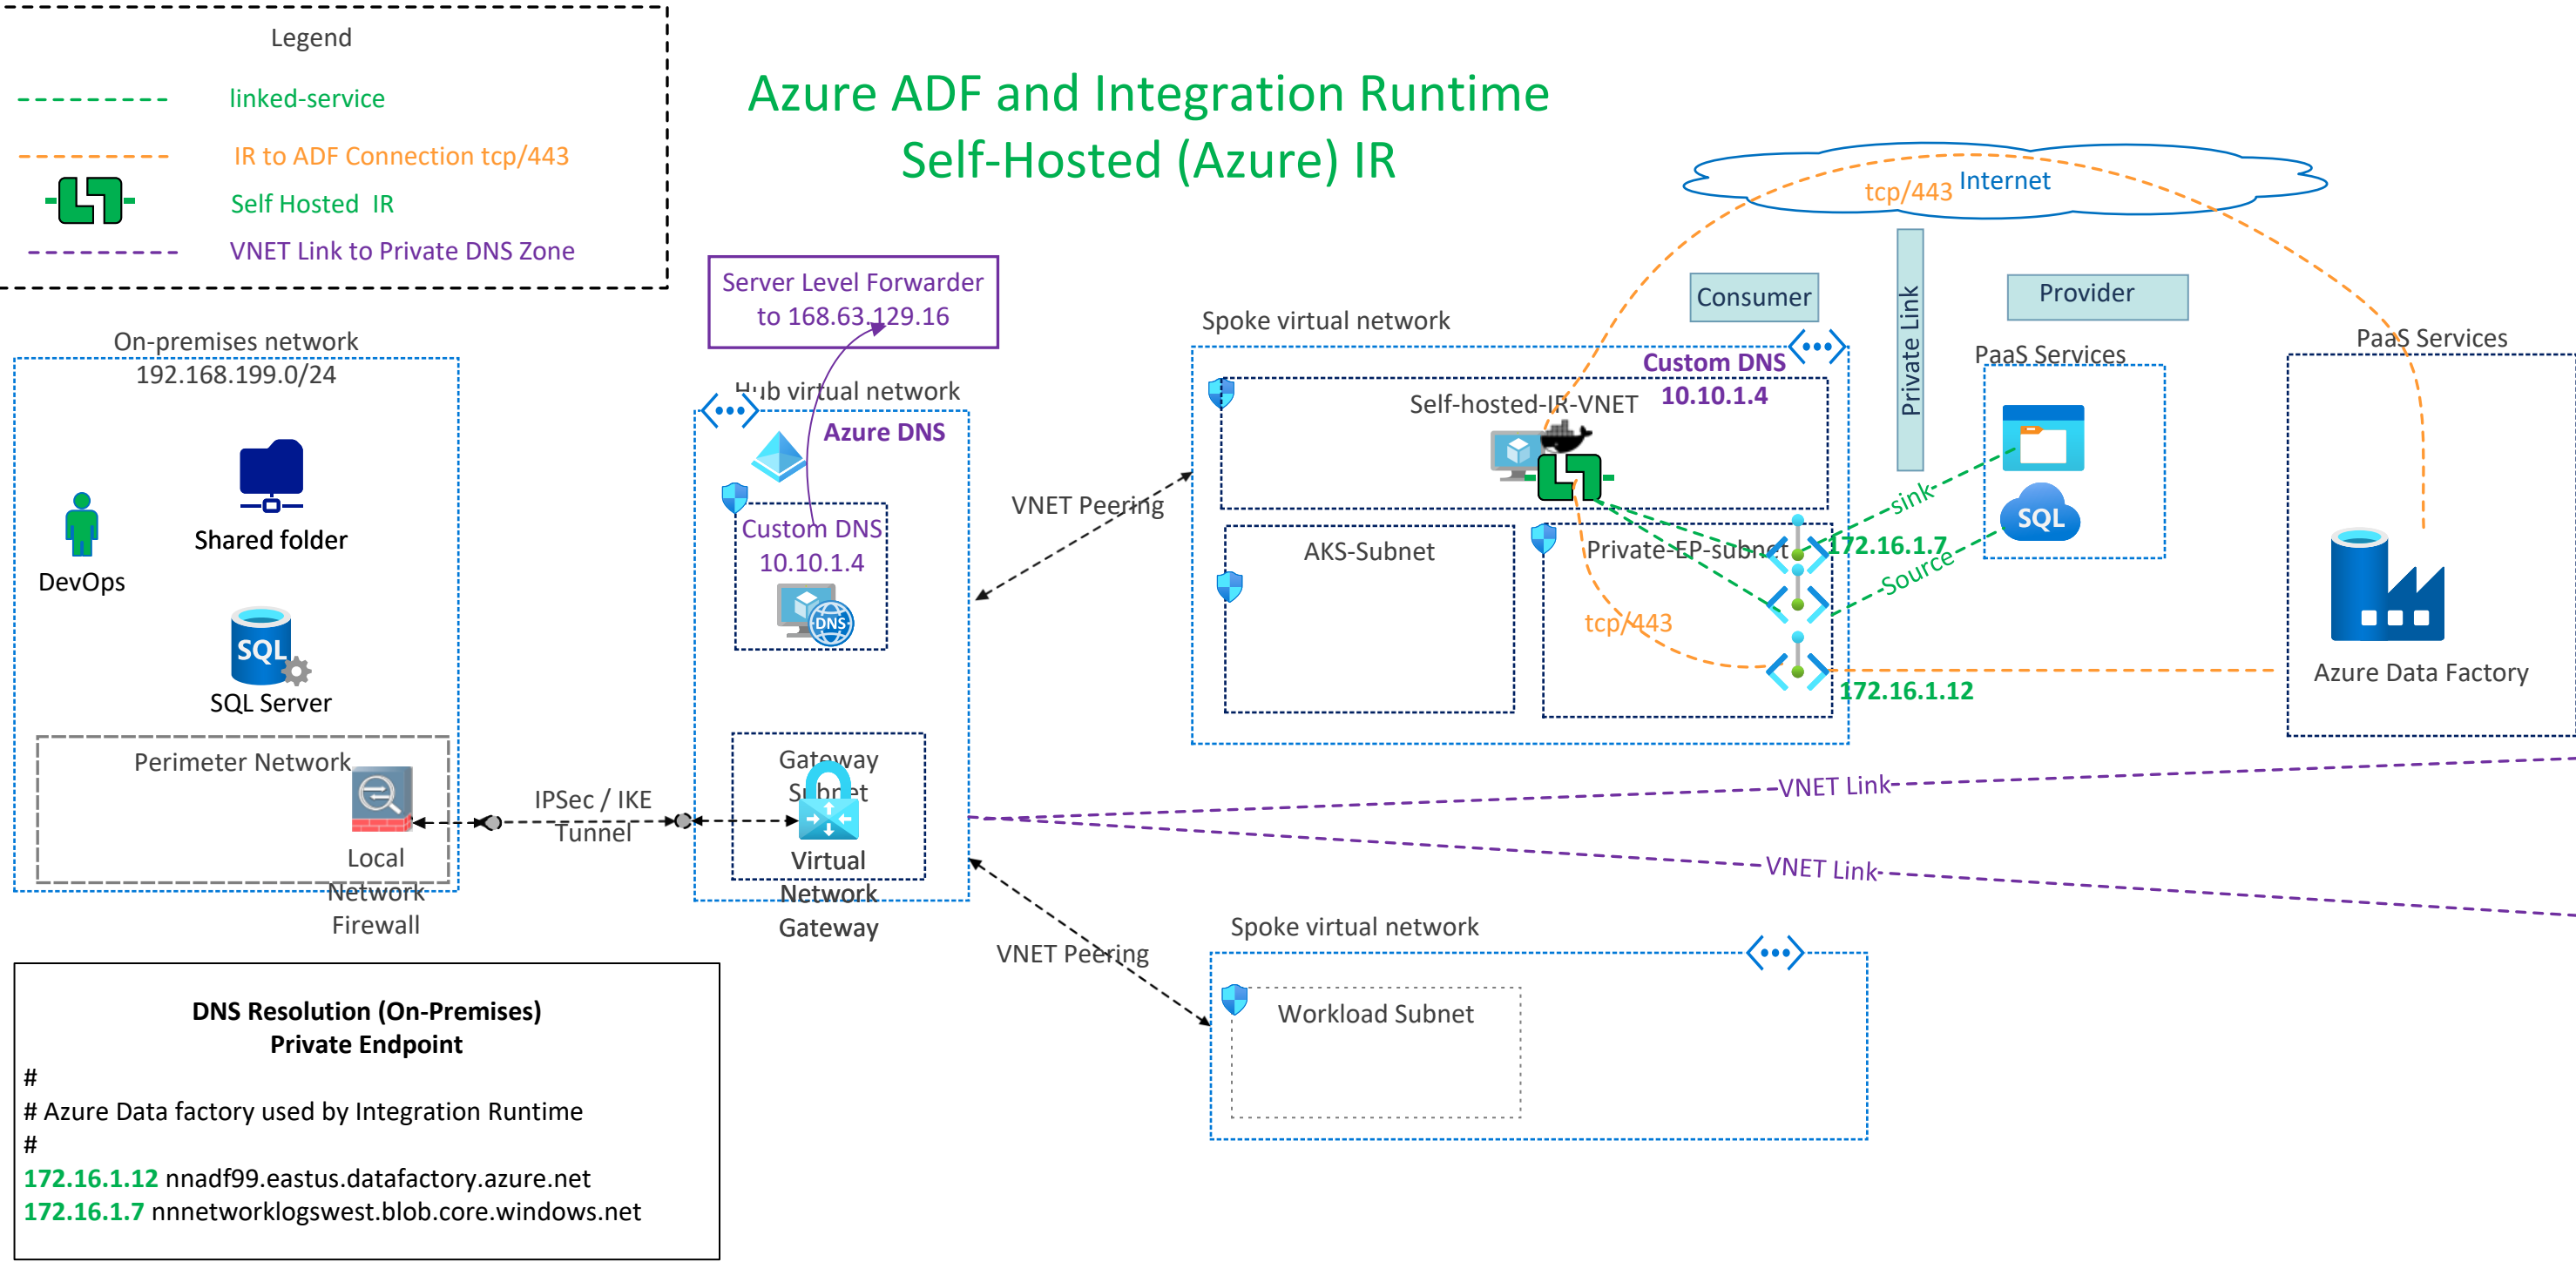 Legend
linked-service
IR to ADF Connection tcp/443
Self Hosted  IR
VNET Link to Private DNS Zone
Azure ADF and Integration Runtime
Self-Hosted (Azure) IR
tcp/443
Internet
Server Level Forwarder
to 168.63.129.16
Consumer
Private Link
Provider
On-premises network
192.168.199.0/24
Shared folder
DevOps
SQL
SQL Server
Perimeter Network
Local
Network
Firewall
IPSec / IKE
Tunnel
Hub virtual network
Azure DNS
Custom DNS
10.10.1.4
DNS
Gateway
Subnet
Virtual
Network
Gateway
VNET Peering
Spoke virtual network
Custom DNS
10.10.1.4
Self-hosted-IR-VNET
AKS-Subnet
Private-EP-subnet
172.16.1.7
tcp/443
172.16.1.12
sink
Source
PaaS Services
SQL
PaaS Services
Azure Data Factory
VNET Link
VNET Link
VNET Peering
Spoke virtual network
Workload Subnet
DNS Resolution (On-Premises)
Private Endpoint
#
# Azure Data factory used by Integration Runtime
#
172.16.1.12 nnadf99.eastus.datafactory.azure.net
172.16.1.7 nnnetworklogswest.blob.core.windows.net